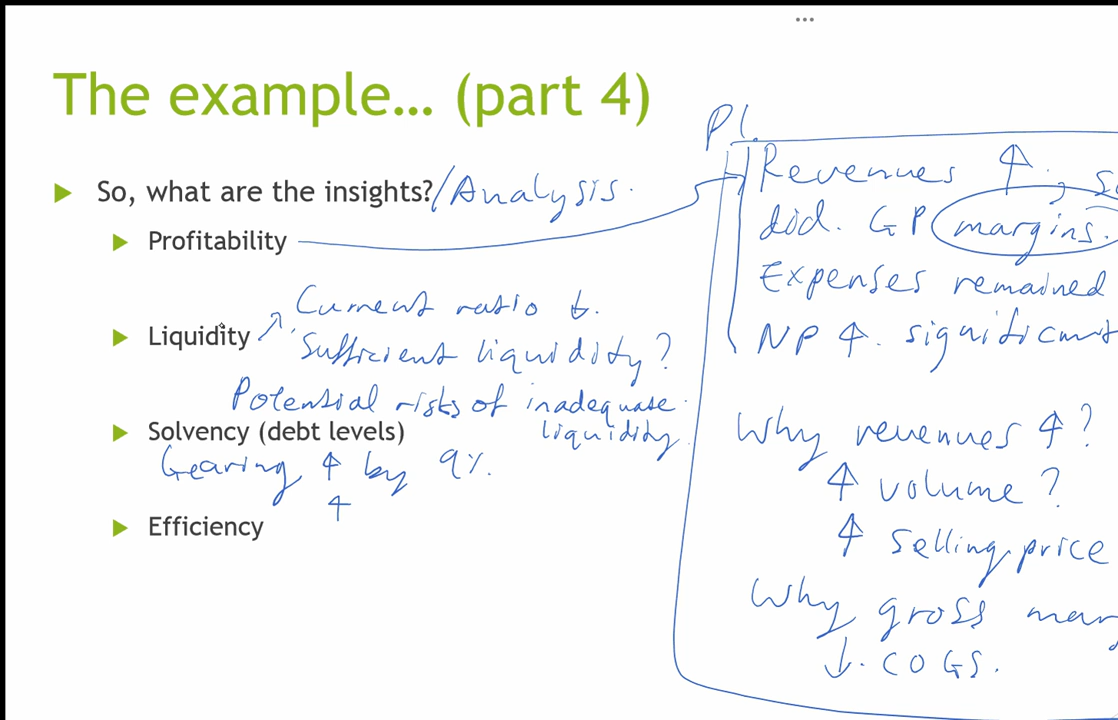 The example... (part 4)
So, what are the insights?/Analysis.
Profitability
Current ratio ↓.
Liquidity
Sufficient liquidity?
Potential risks of inadequate
liquidity
Solvency (debt levels)
Gearing ↑ by 9%.
↑
Efficiency
Revenues ↑, so
did. GP margins.
Expenses remained
NP ↑. significant
Why revenues ↑?
↑ volume?
↑ selling price
Why gross mar
↓. COGS.